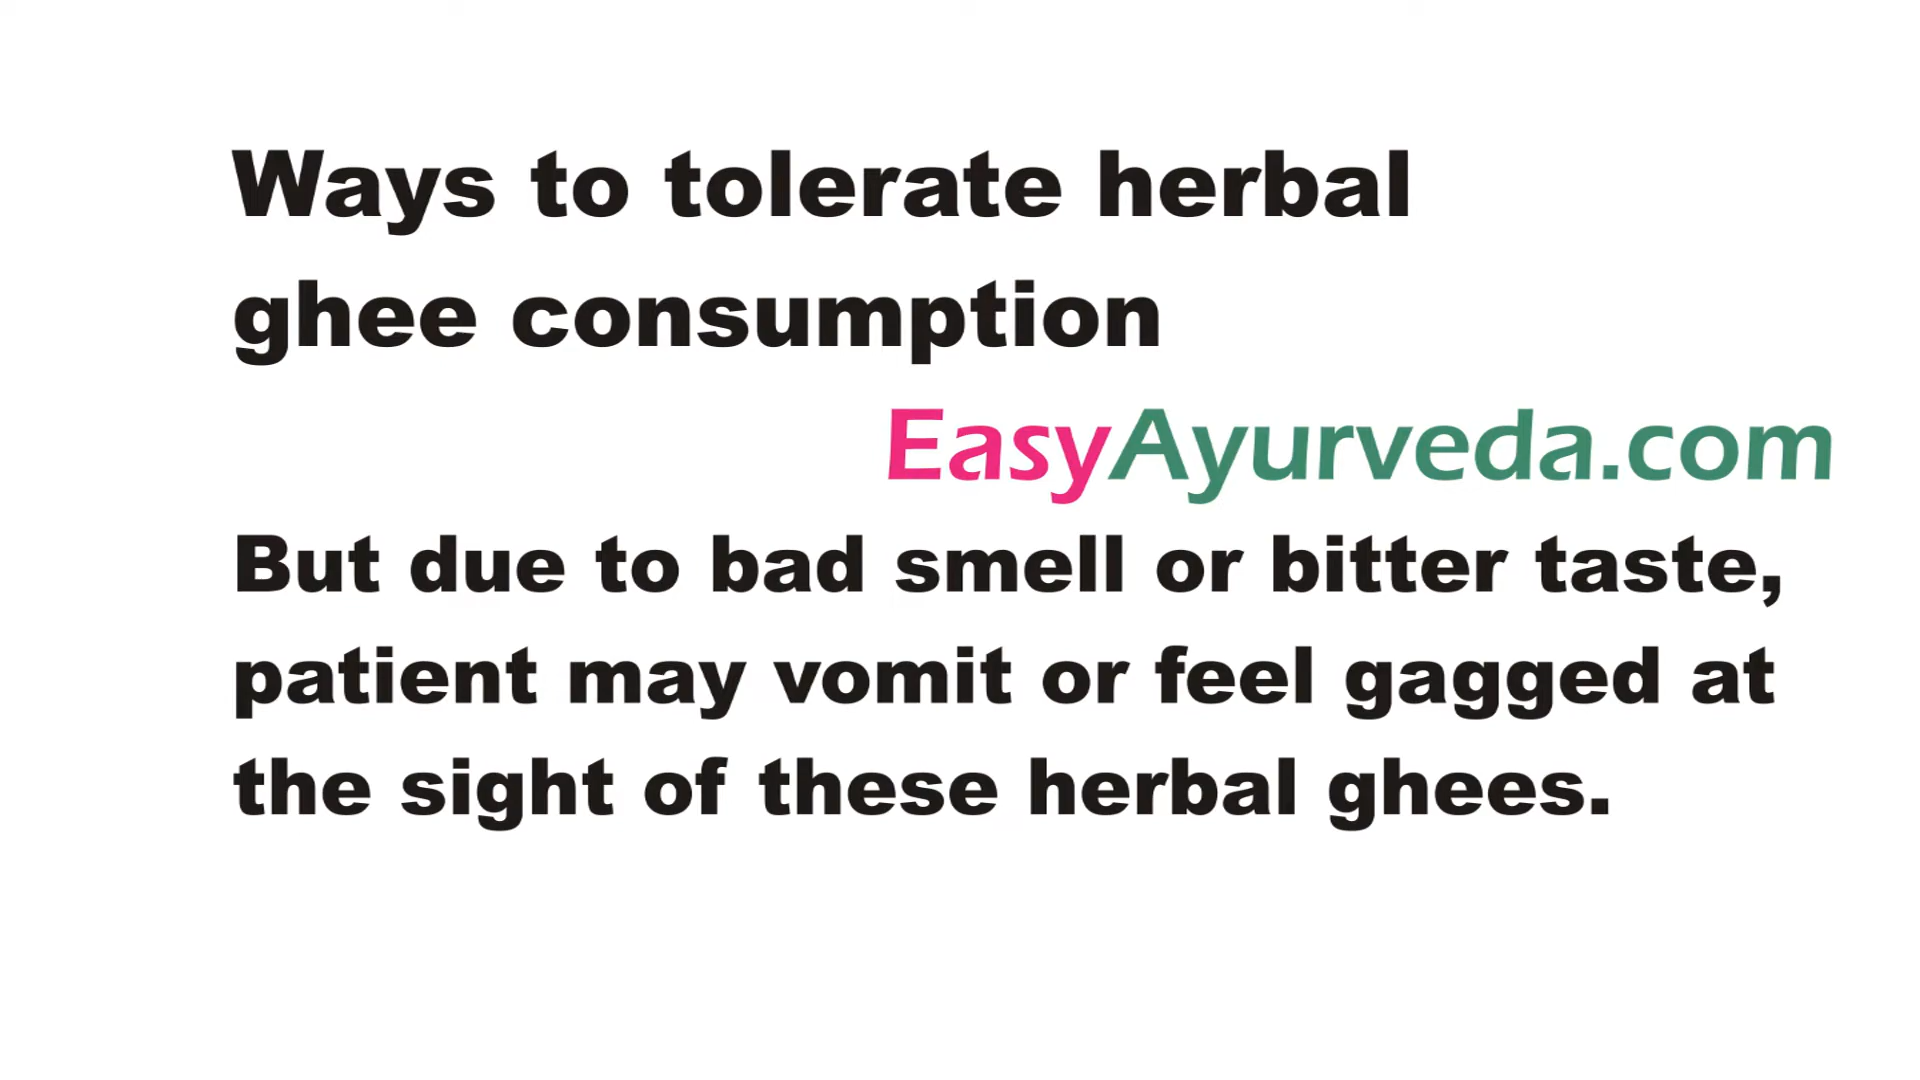 Ways to tolerate herbal
ghee consumption
EasyAyurveda.com
But due to bad smell or bitter taste,
patient may vomit or feel gagged at
the sight of these herbal ghees.